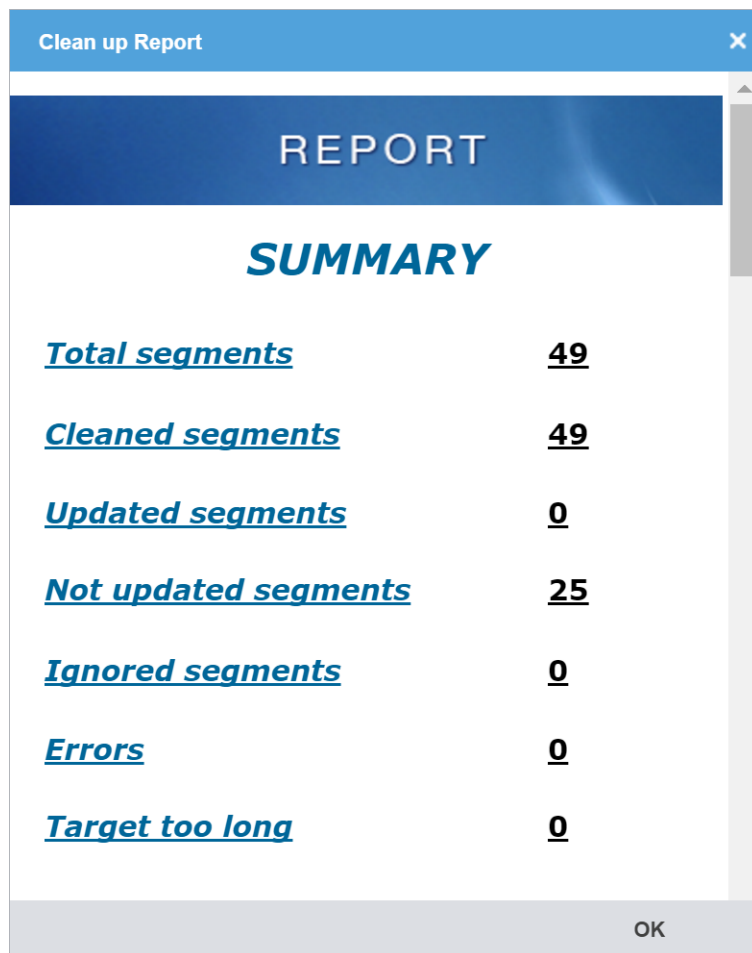 Clean up Report
REPORT
SUMMARY
Total segments 49
Cleaned segments 49
Updated segments 0
Not updated segments 25
Ignored segments 0
Errors 0
Target too long 0
OK